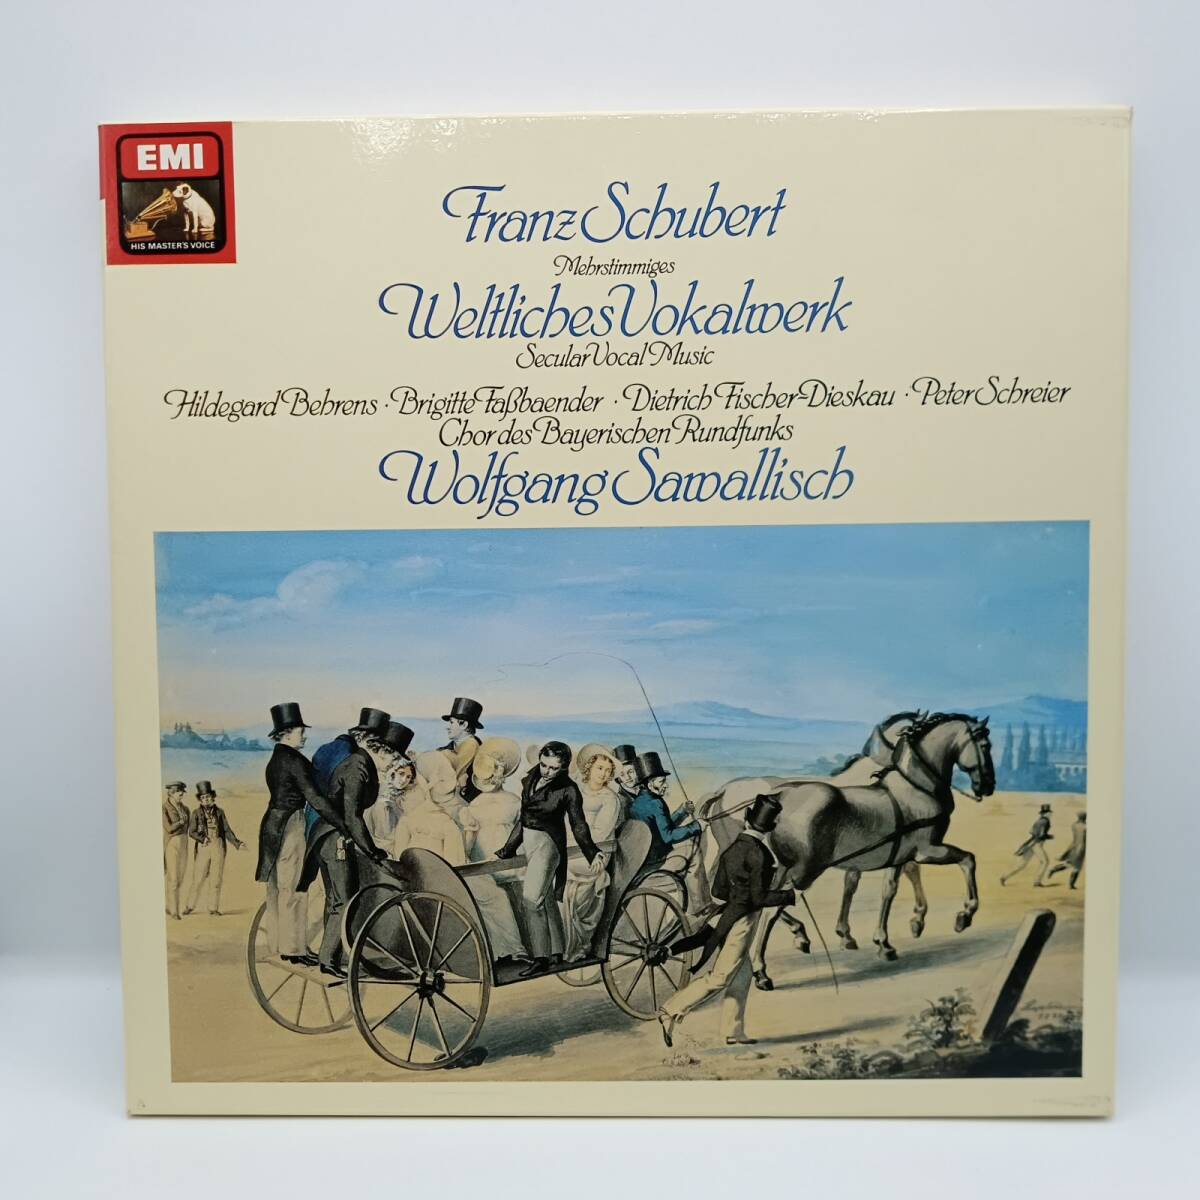 EMI
HIS MASTER'S VOICE
Franz Schubert
Mehrstimmiges
Weltliches Vokalwerk
Secular Vocal Music
Hildegard Behrens · Brigitte Faßbaender · Dietrich Fischer-Dieskau · Peter Schreier
Chor des Bayerischen Rundfunks
Wolfgang Sawallisch